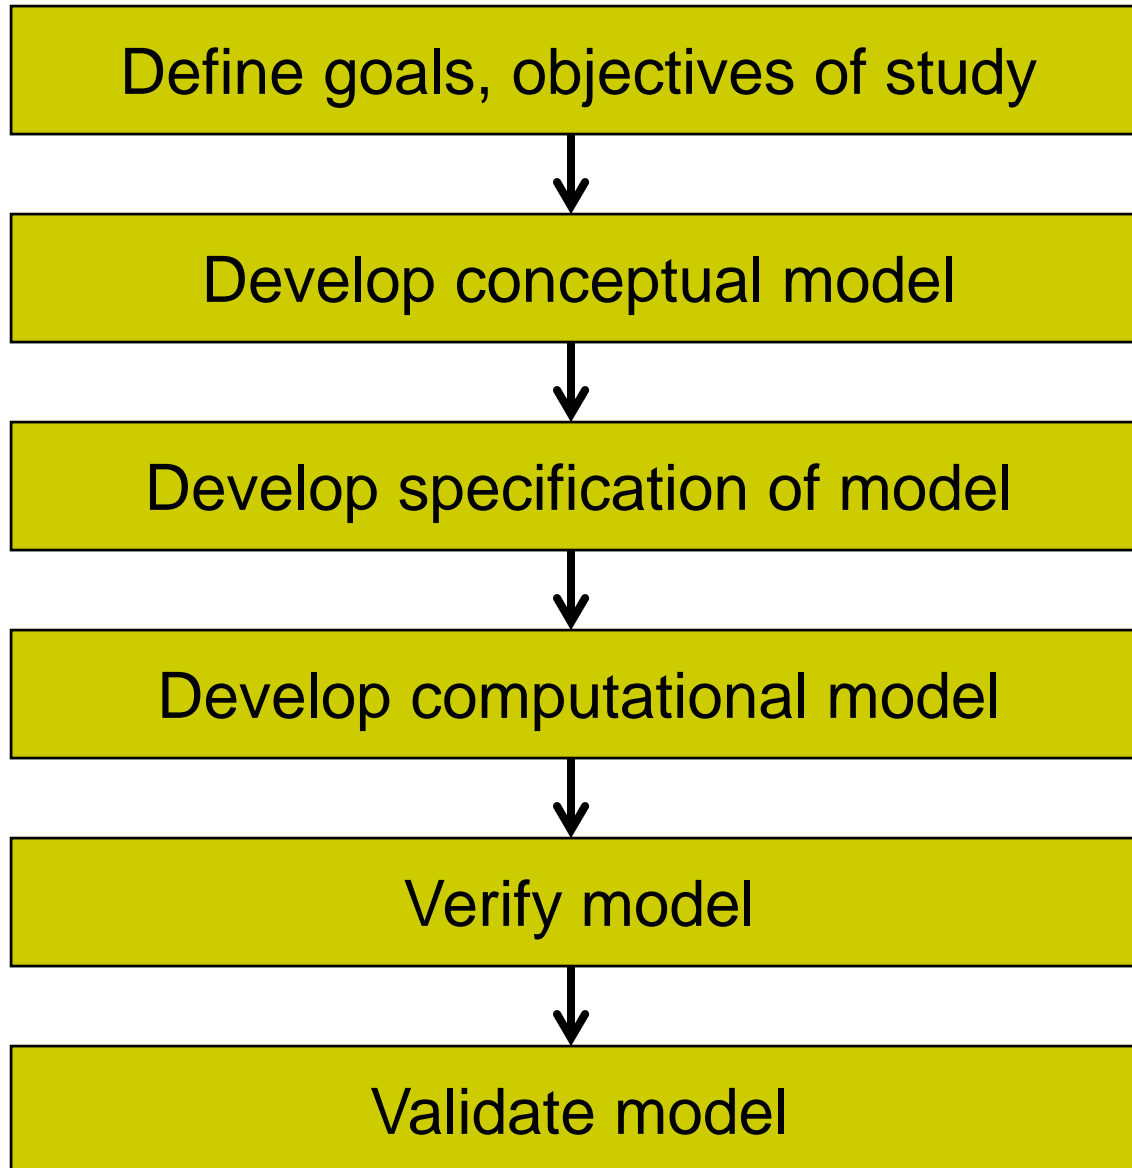 Define goals, objectives of study
Develop conceptual model
Develop specification of model
Develop computational model
Verify model
Validate model